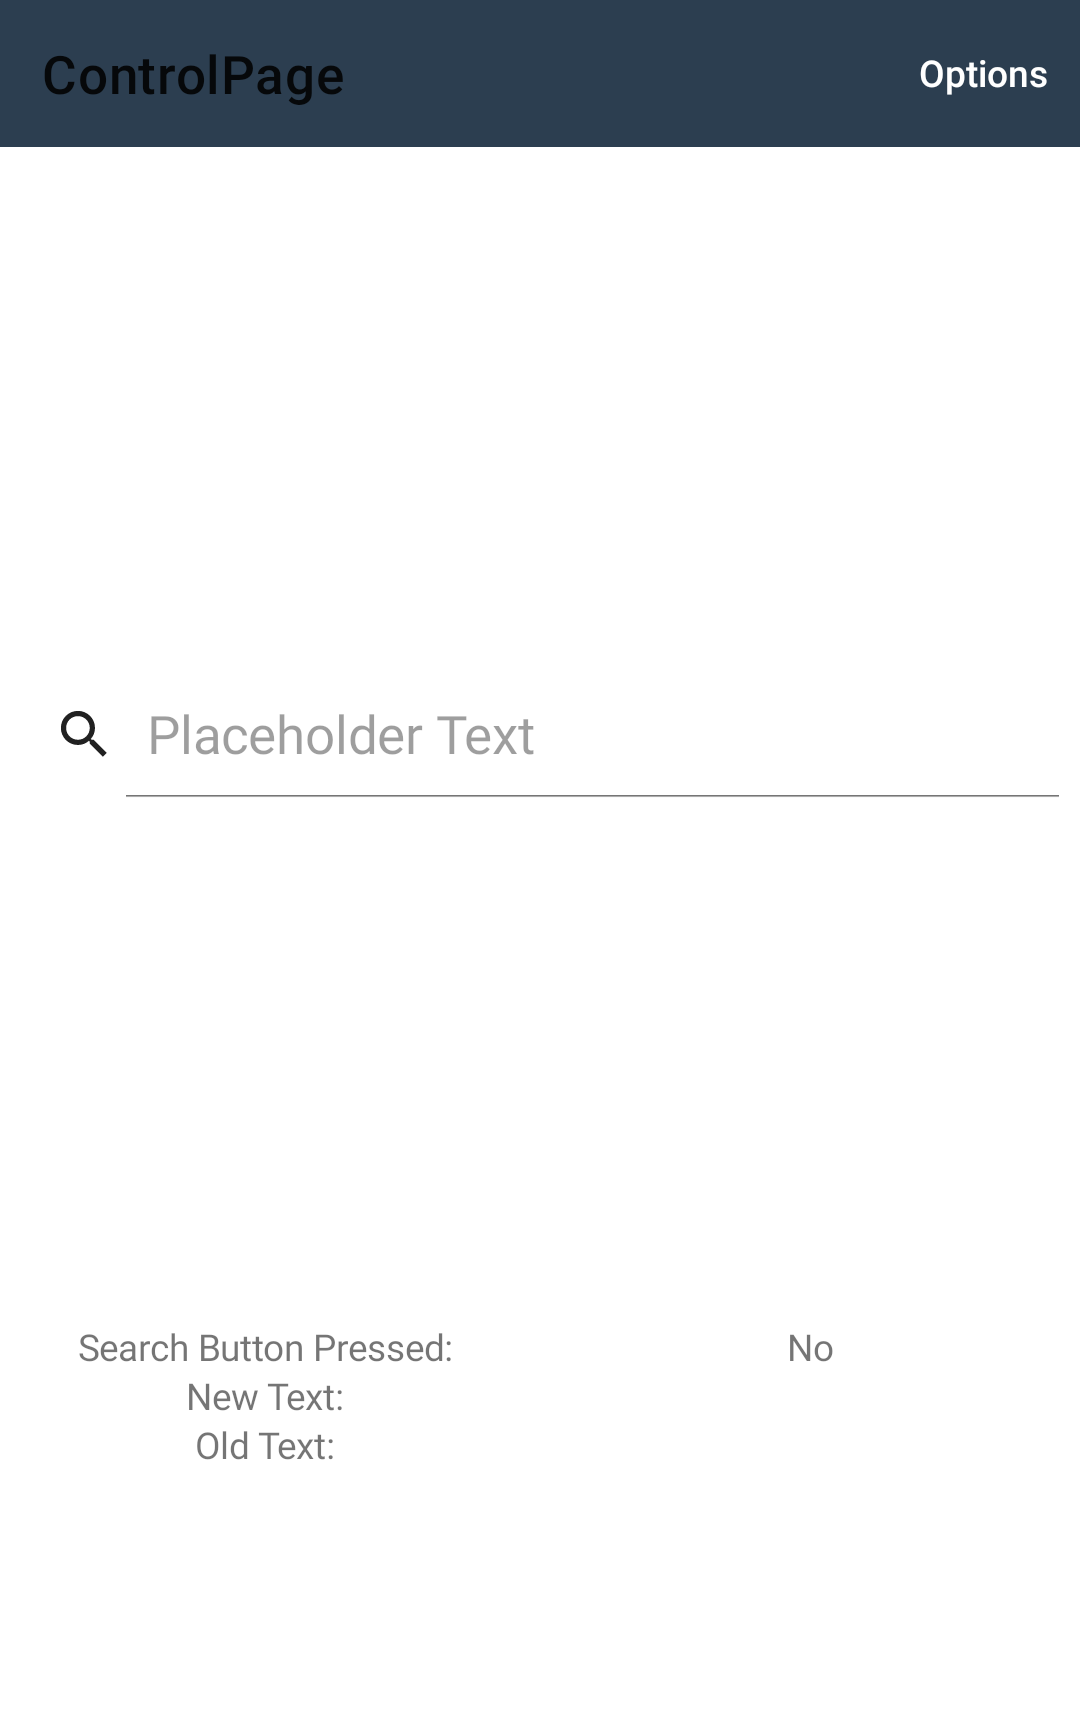 ControlPage Options
Placeholder Text
Search Button Pressed: No
New Text:
Old Text: